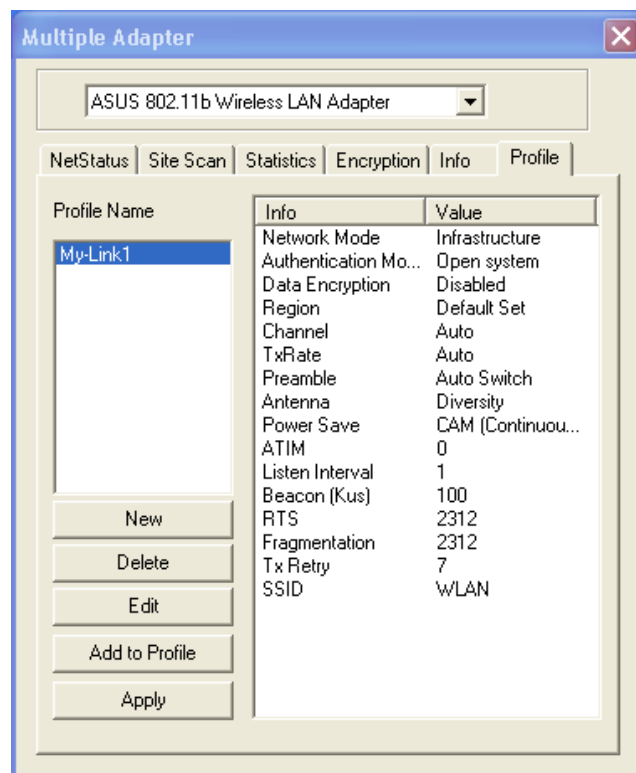 Multiple Adapter
ASUS 802.11b Wireless LAN Adapter
NetStatus Site Scan Statistics Encryption Info Profile
Profile Name
My-Link1
New
Delete
Edit
Add to Profile
Apply
Info Value
Network Mode Infrastructure
Authentication Mo... Open system
Data Encryption Disabled
Region Default Set
Channel Auto
TxRate Auto
Preamble Auto Switch
Antenna Diversity
Power Save CAM (Continuou...
ATIM 0
Listen Interval 1
Beacon (Kus) 100
RTS 2312
Fragmentation 2312
Tx Retry 7
SSID WLAN